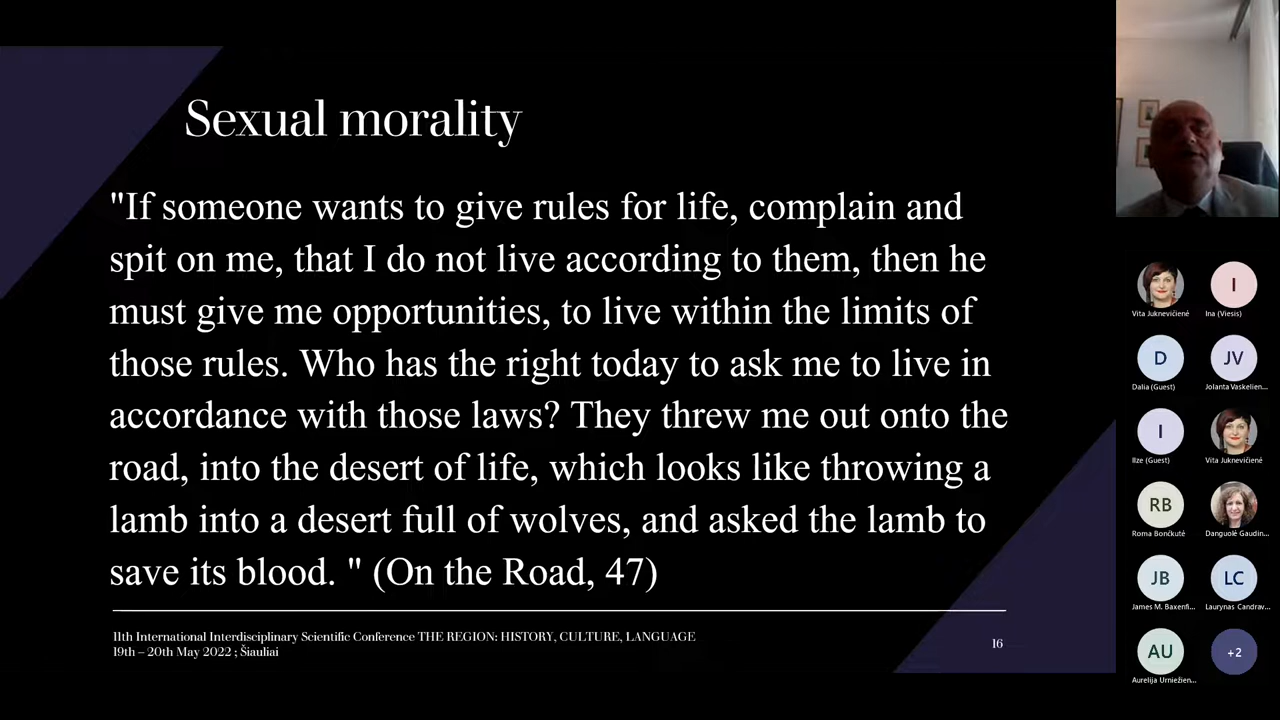 Sexual morality
"If someone wants to give rules for life, complain and
spit on me, that I do not live according to them, then he
must give me opportunities, to live within the limits of
those rules. Who has the right today to ask me to live in
accordance with those laws? They threw me out onto the
road, into the desert of life, which looks like throwing a
lamb into a desert full of wolves, and asked the lamb to
save its blood. " (On the Road, 47)
11th International Interdisciplinary Scientific Conference THE REGION: HISTORY, CULTURE, LANGUAGE
19th – 20th May 2022 ; Šiauliai
16
Vita Juknevičienė
I
Ina (Viesis)
D
Dalia (Guest)
JV
Jolanta Vaskelien...
I
Ilze (Guest)
Vita Juknevičienė
RB
Roma Bončkutė
Danguolė Gaudin...
JB
James M. Baxenfi...
LC
Laurynas Candrav...
AU
Aurelija Urniežien...
+2